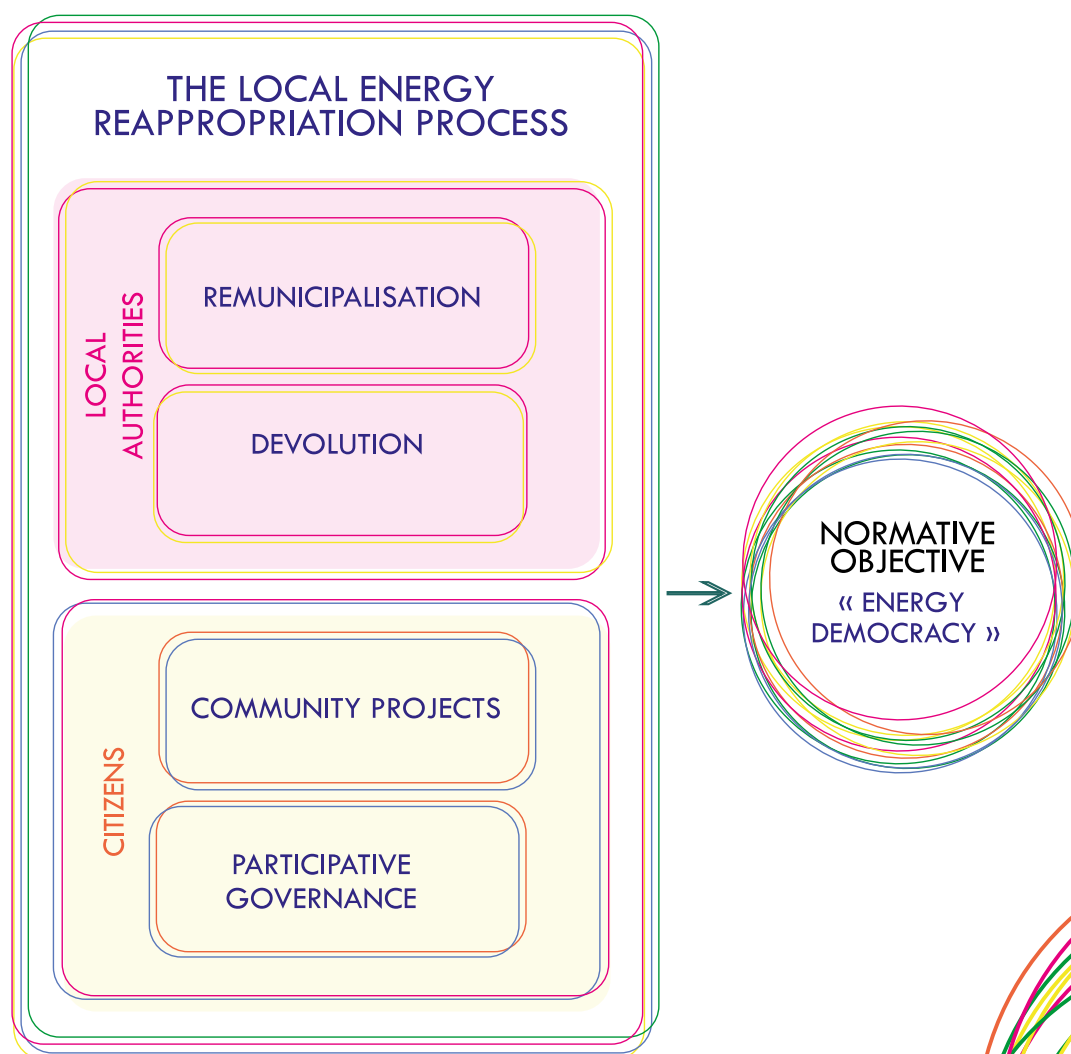 THE LOCAL ENERGY
REAPPROPRIATION PROCESS
LOCAL
AUTHORITIES
REMUNICIPALISATION
DEVOLUTION
CITIZENS
COMMUNITY PROJECTS
PARTICIPATIVE
GOVERNANCE
NORMATIVE
OBJECTIVE
« ENERGY
DEMOCRACY »